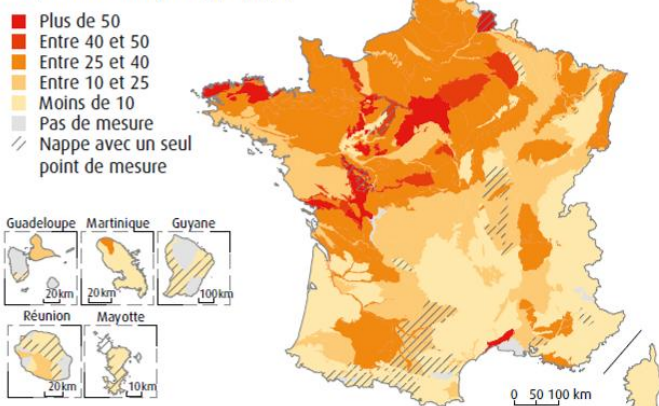 Plus de 50
Entre 40 et 50
Entre 25 et 40
Entre 10 et 25
Moins de 10
Pas de mesure
Nappe avec un seul
point de mesure
Guadeloupe
Martinique
Guyane
20 km
20 km
100 km
Réunion
Mayotte
20 km
10 km
0 50 100 km